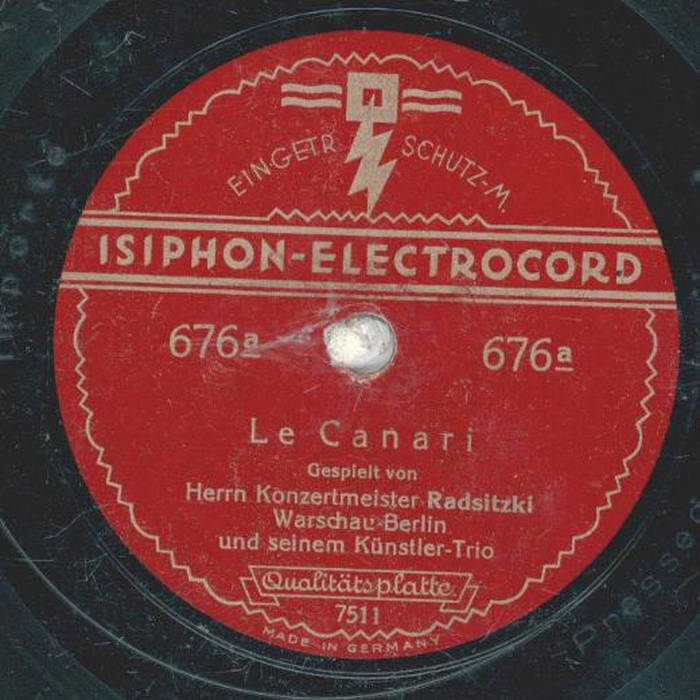 EINGETR. SCHUTZ-M.
ISIPHON-ELECTROCORD
676a 676a
Le Canari
Gespielt von
Herrn Konzertmeister Radsitzki
Warschau-Berlin
und seinem Künstler-Trio
Qualitätsplatte
7511
MADE IN GERMANY
Presse